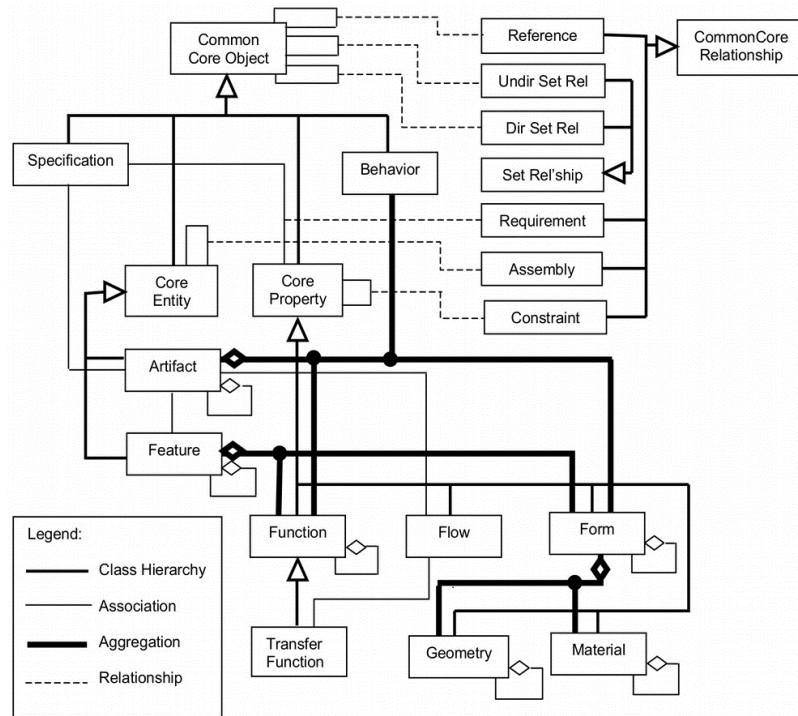 Common
Core Object
Reference
CommonCore
Relationship
Undir Set Rel
Dir Set Rel
Specification
Behavior
Set Rel'ship
Requirement
Core
Entity
Core
Property
Assembly
Constraint
Artifact
Feature
Function
Flow
Form
Legend:
Class Hierarchy
Association
Aggregation
Relationship
Transfer
Function
Geometry
Material